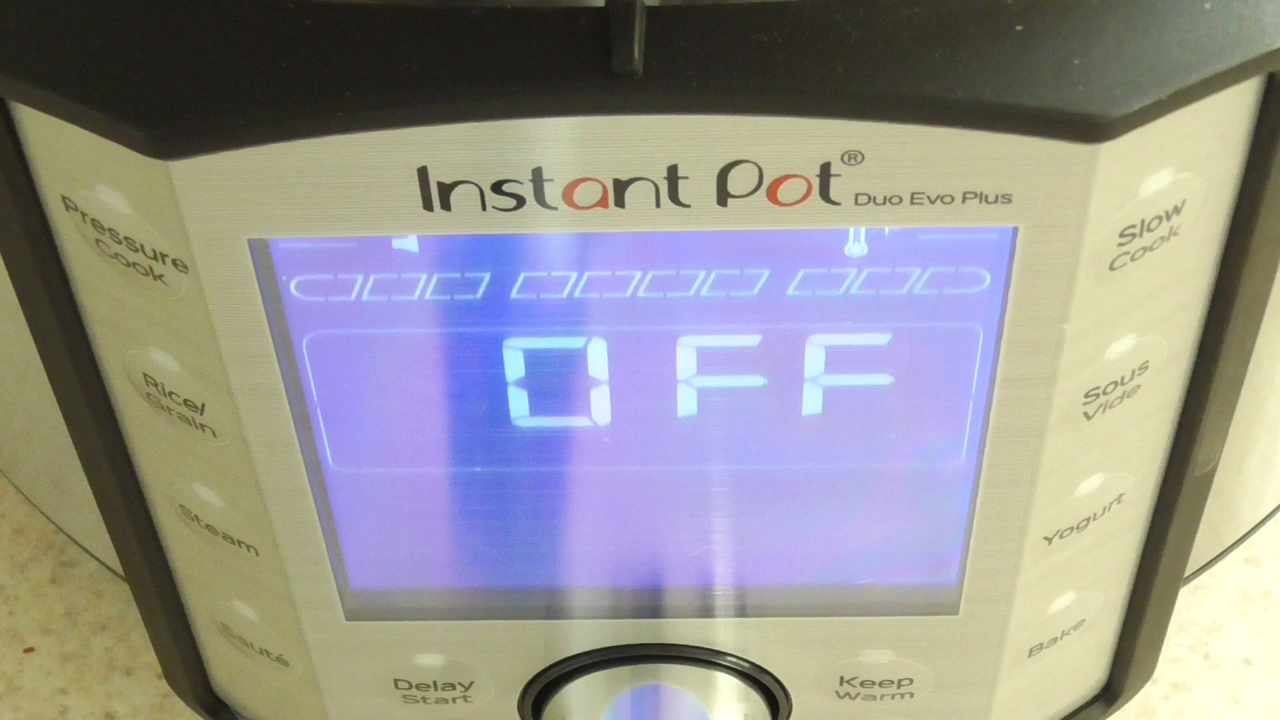 Instant Pot® Duo Evo Plus
OFF
Pressure
Cook
Rice/
Grain
Steam
Sauté
Delay
Start
Keep
Warm
Slow
Cook
Sous
Vide
Yogurt
Bake